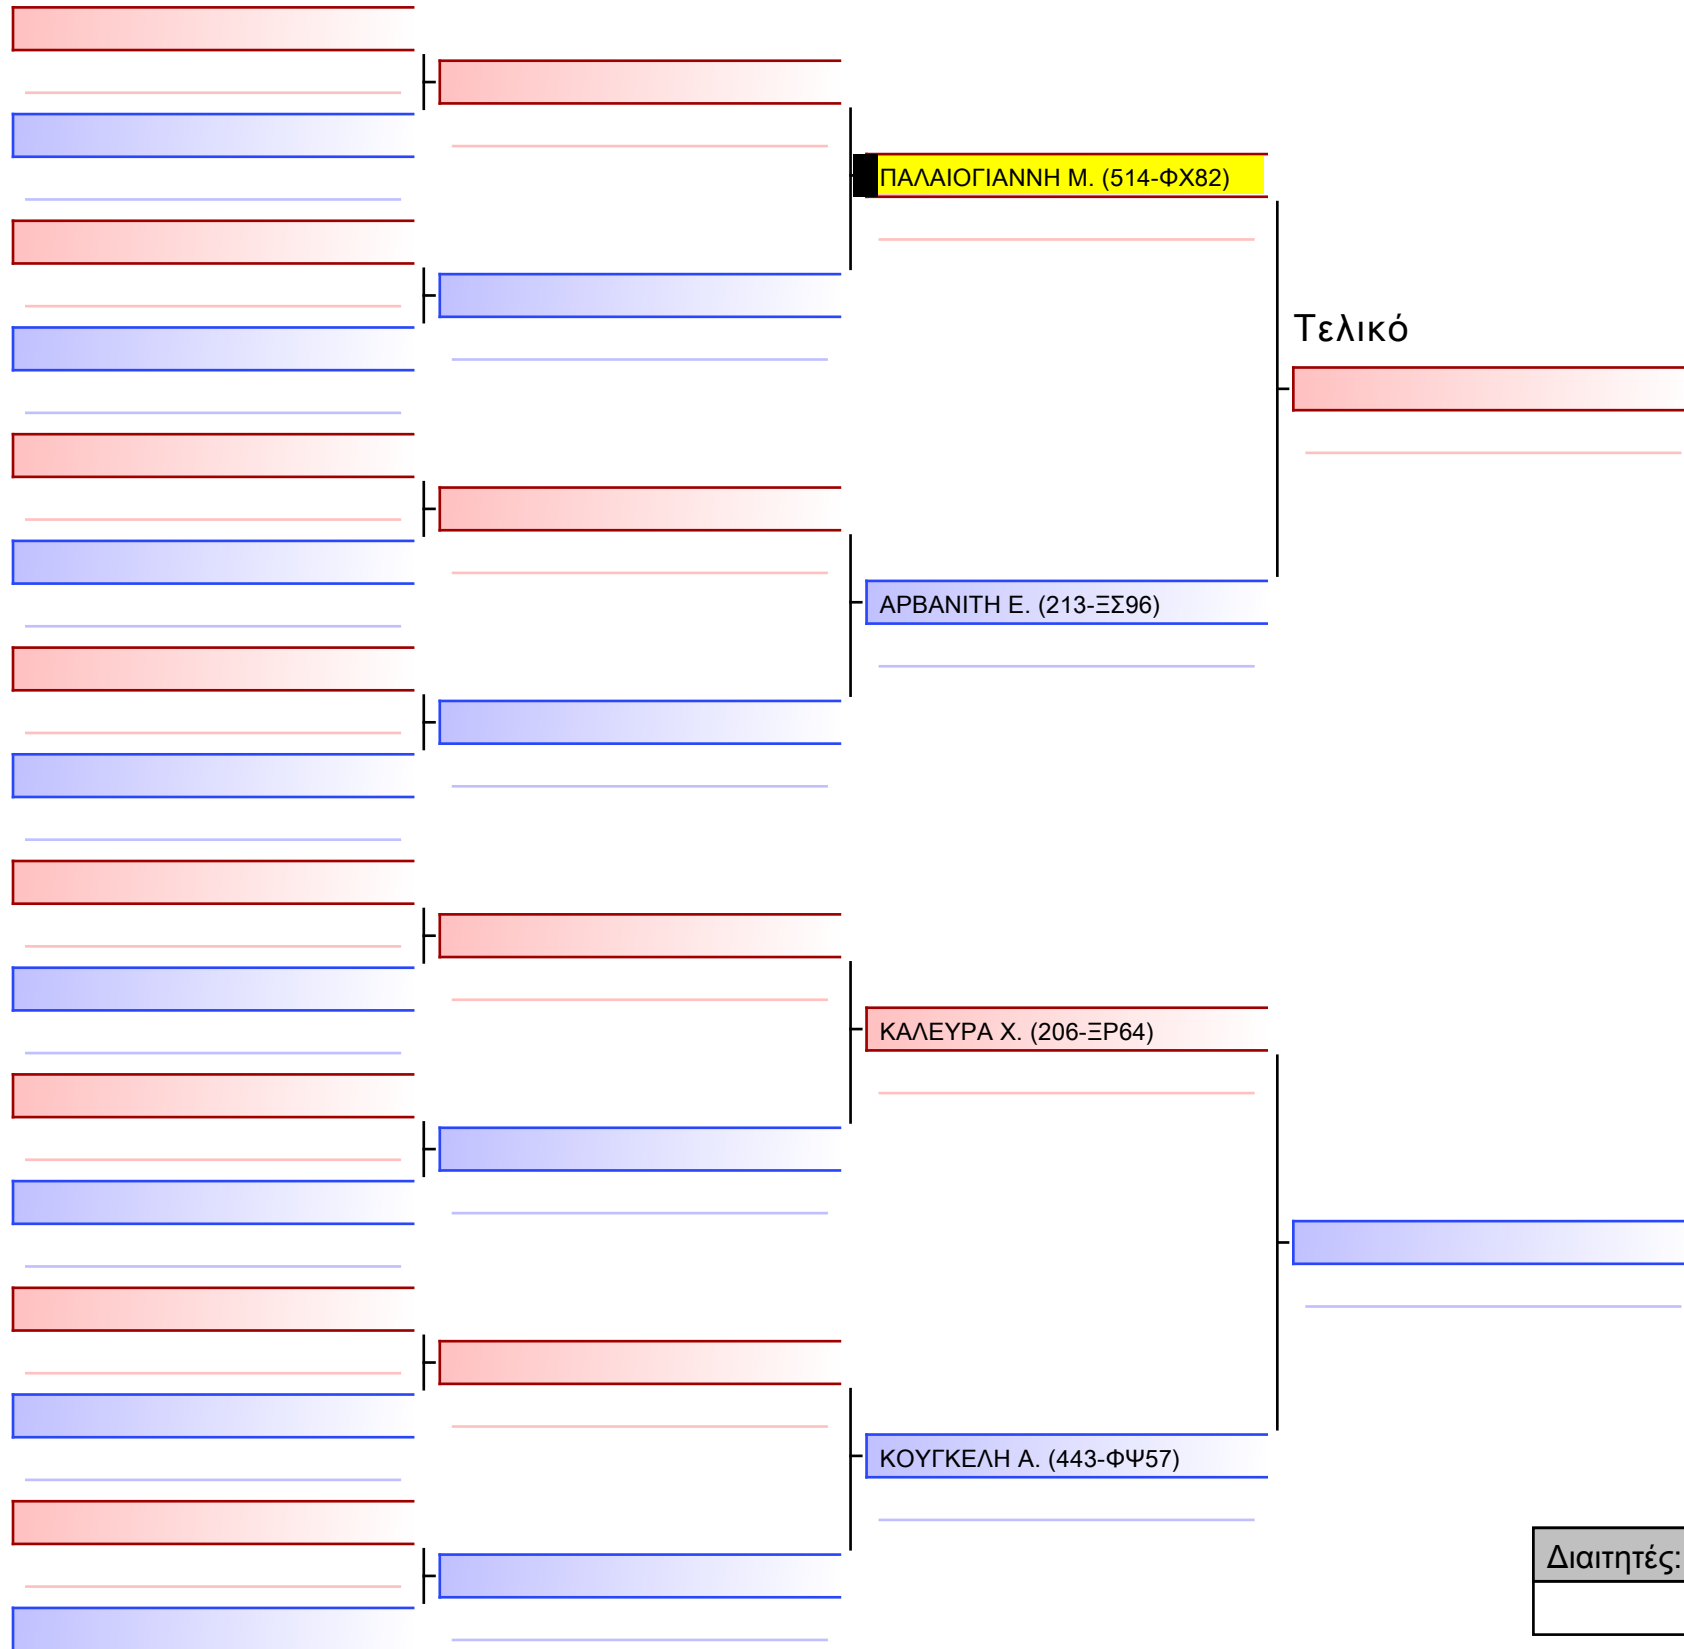 ΠΑΛΑΙΟΓΙΑΝΝΗ Μ. (514-ΦΧ82)
Τελικό
ΑΡΒΑΝΙΤΗ Ε. (213-ΞΣ96)
ΚΑΛΕΥΡΑ Χ. (206-ΞΡ64)
ΚΟΥΓΚΕΛΗ Α. (443-ΦΨ57)
Διαιτητές: